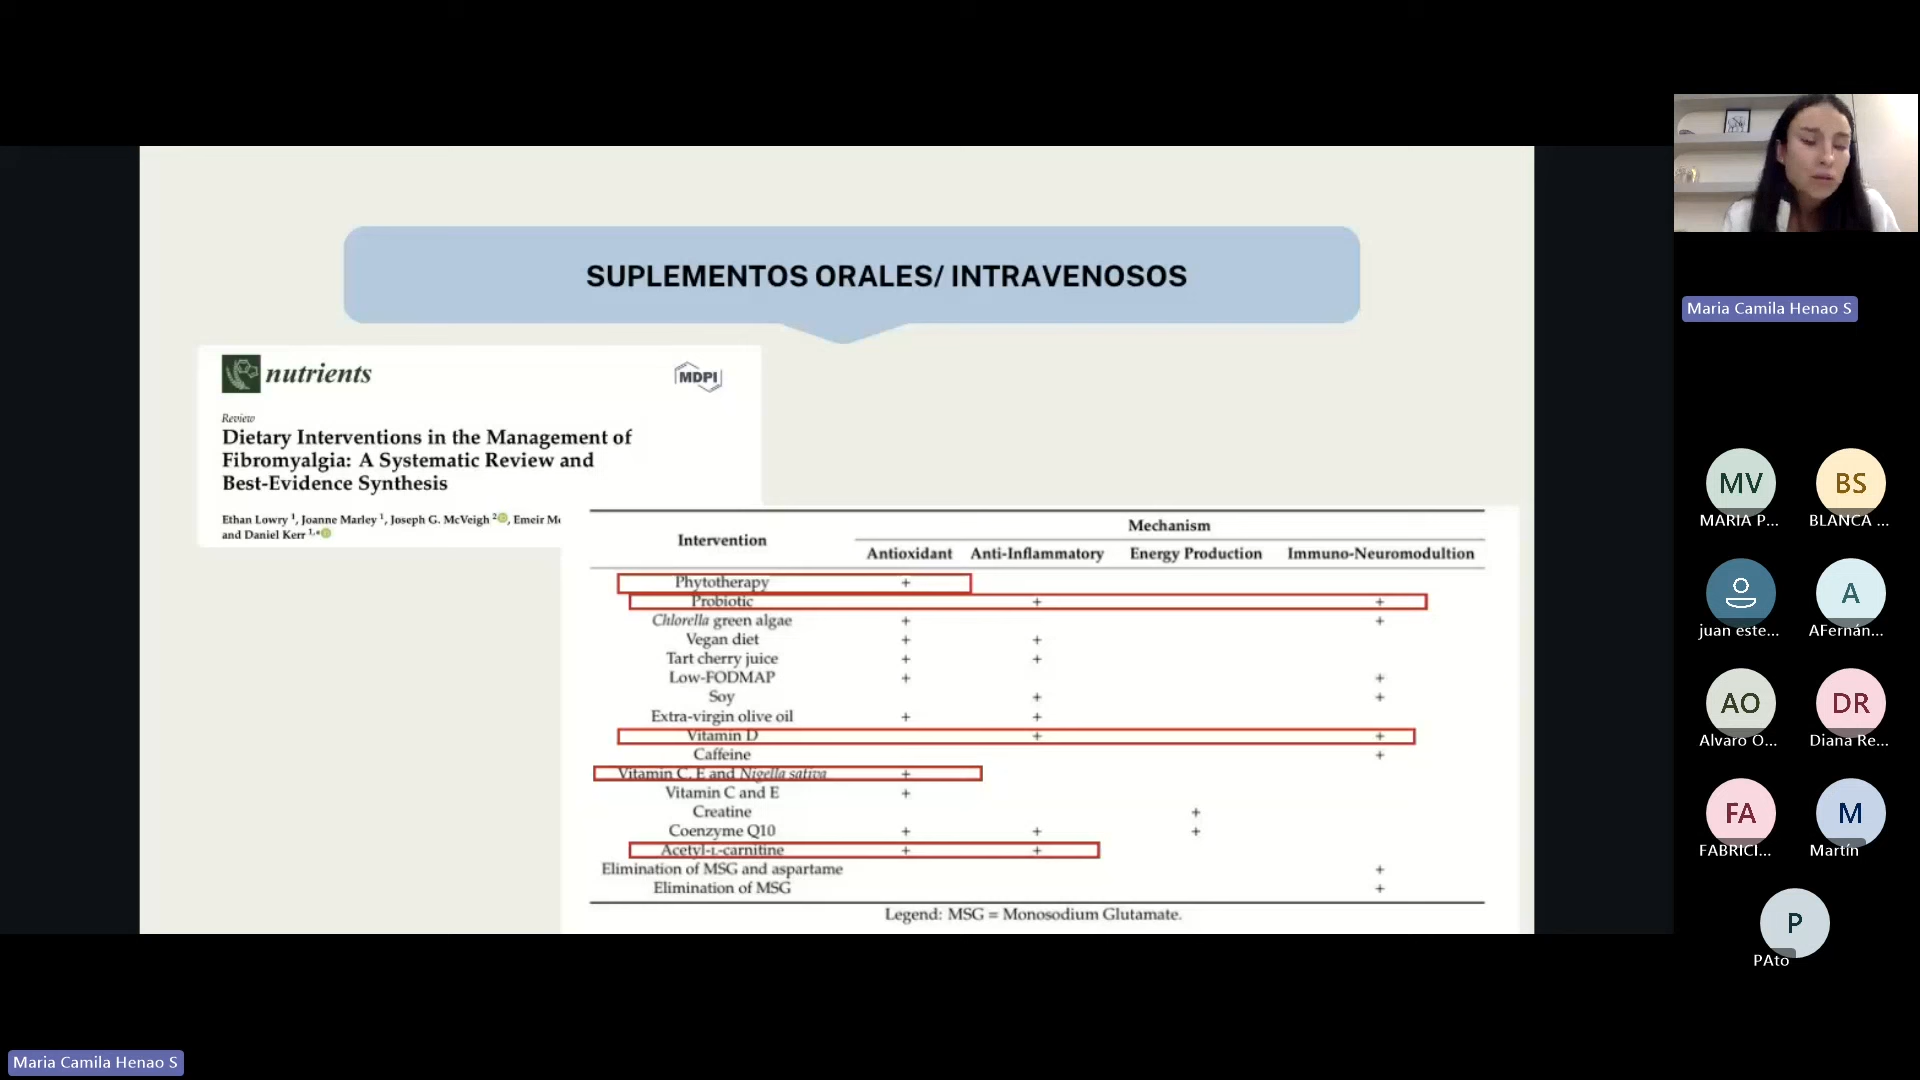 SUPLEMENTOS ORALES/ INTRAVENOSOS
nutrients
MDPI
Review
Dietary Interventions in the Management of
Fibromyalgia: A Systematic Review and
Best-Evidence Synthesis
Ethan Lowry 1, Joanne Marley 1, Joseph G. McVeigh 2, Emeir
and Daniel Kerr 1,*
Intervention
Mechanism
Antioxidant Anti-Inflammatory Energy Production Immuno-Neuromodultion
Phytotherapy +
Probiotic + +
Chlorella green algae + +
Vegan diet + +
Tart cherry juice + +
Low-FODMAP + +
Soy + +
Extra-virgin olive oil + +
Vitamin D + +
Caffeine +
Vitamin C, E and Nigella sativa +
Vitamin C and E +
Creatine +
Coenzyme Q10 + + +
Acetyl-L-carnitine + +
Elimination of MSG and aspartame +
Elimination of MSG +
Legend: MSG = Monosodium Glutamate.
Maria Camila Henao S
MV BS
MARIA P... BLANCA ...
A
juan este... AFernán...
AO DR
Alvaro O... Diana Re...
FA M
FABRICI... Martín
P
PAto
Maria Camila Henao S